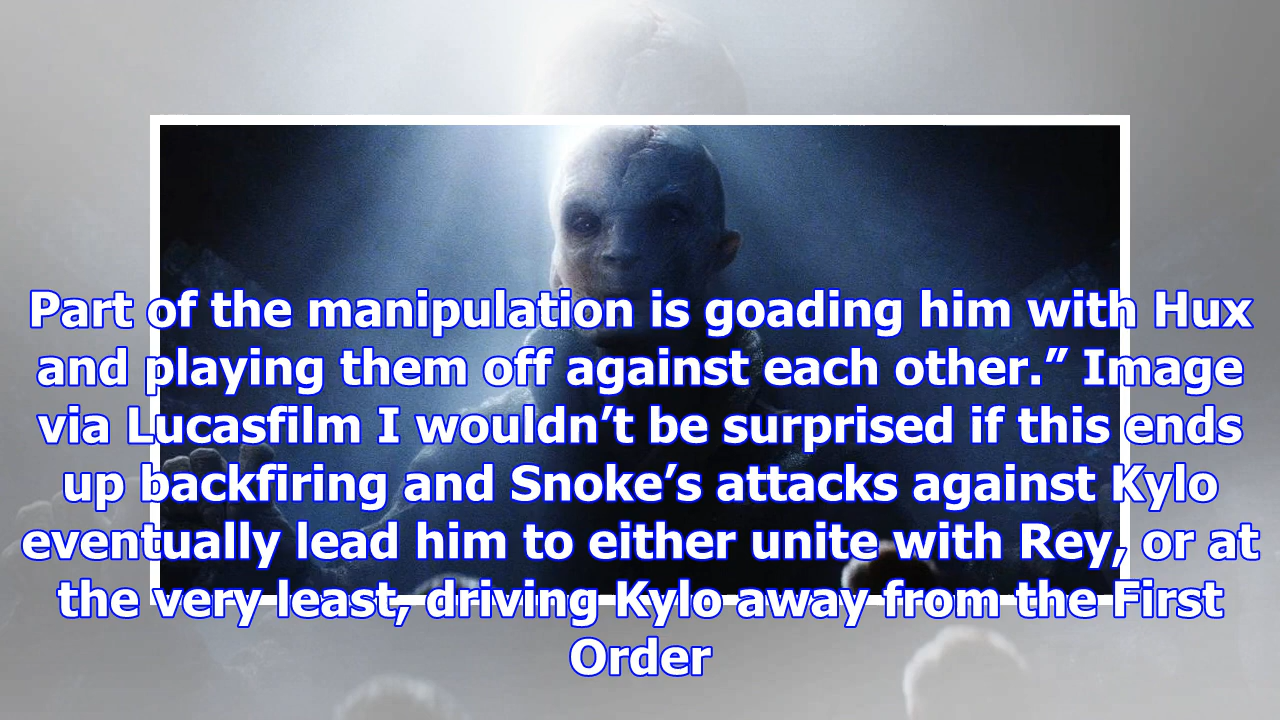 Part of the manipulation is goading him with Hux
and playing them off against each other.” Image
via Lucasfilm I wouldn’t be surprised if this ends
up backfiring and Snoke’s attacks against Kylo
eventually lead him to either unite with Rey, or at
the very least, driving Kylo away from the First
Order